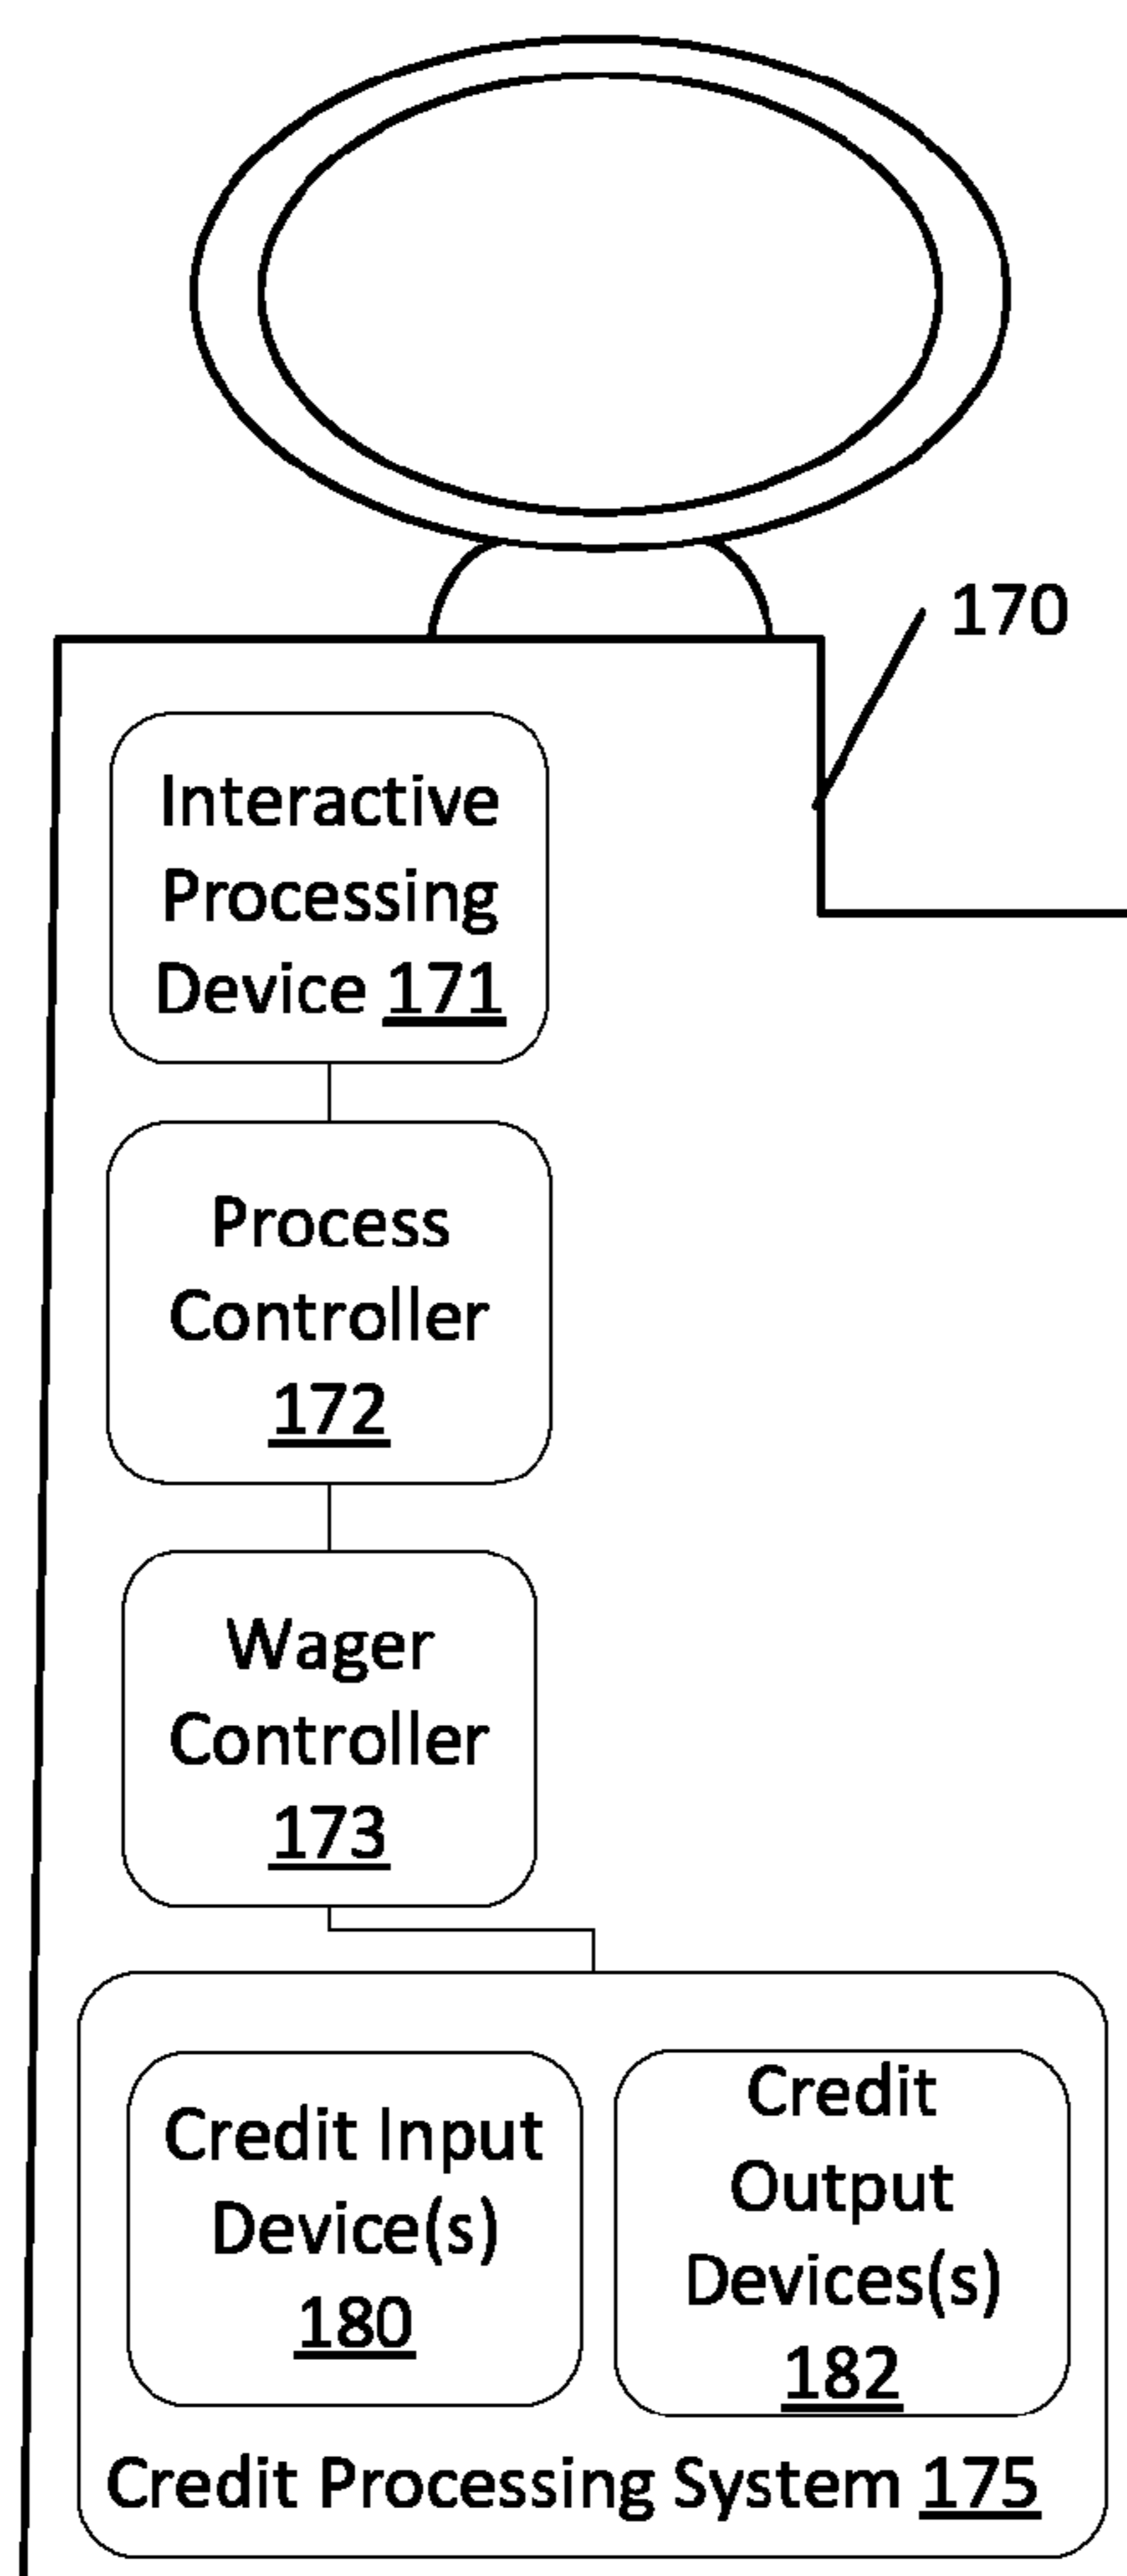 170
Interactive
Processing
Device 171
Process
Controller
172
Wager
Controller
173
Credit Input
Device(s)
180
Credit
Output
Devices(s)
182
Credit Processing System 175